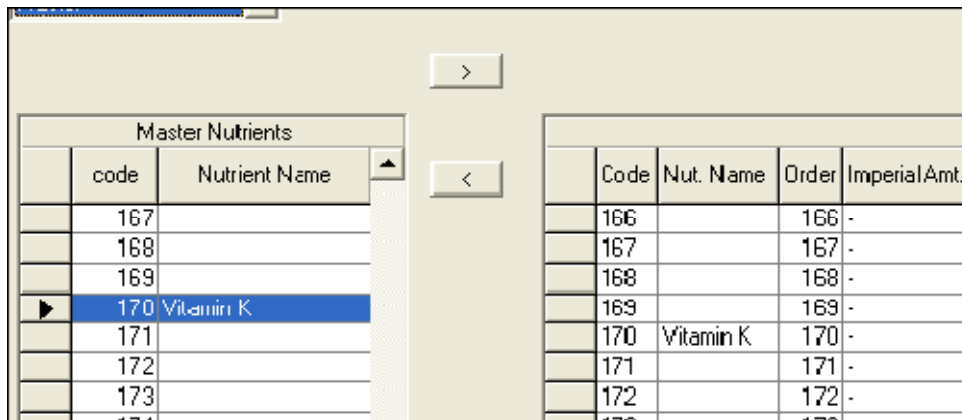 >
Master Nutrients
code Nutrient Name
<
Code Nut. Name Order Imperial Amt.
167
168
169
170 Vitamin K
171
172
173
166 166 -
167 167 -
168 168 -
169 169 -
170 Vitamin K 170 -
171 171 -
172 172 -